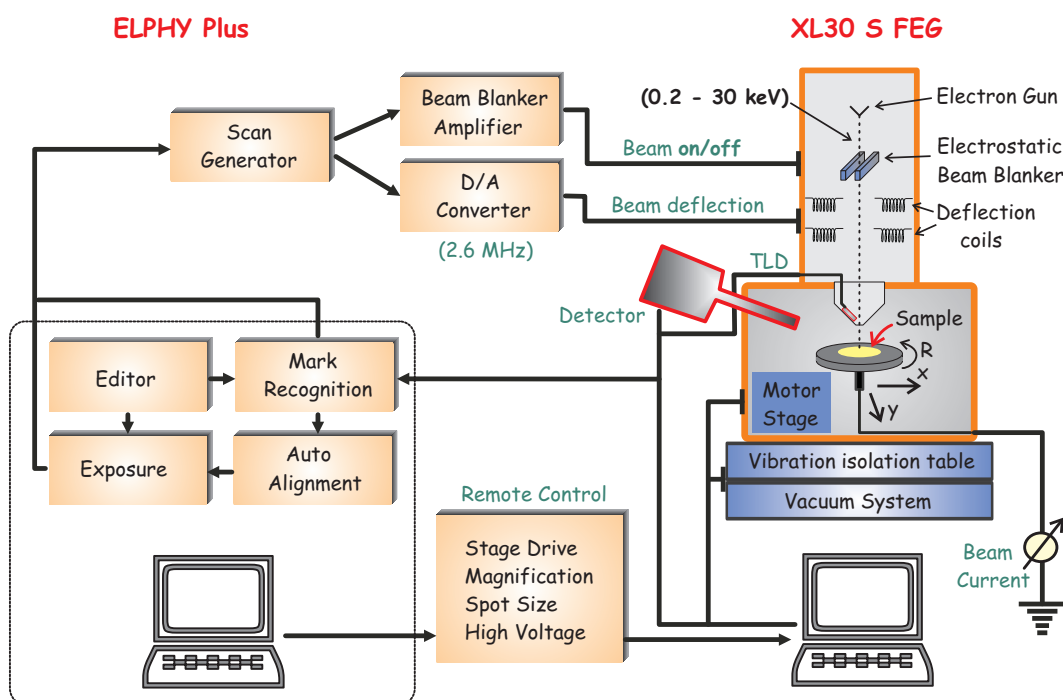 ELPHY Plus
XL30 S FEG
Scan
Generator
Beam Blanker
Amplifier
D/A
Converter
(2.6 MHz)
Beam on/off
Beam deflection
(0.2 - 30 keV)
Electron Gun
Electrostatic
Beam Blanker
Deflection
coils
TLD
Detector
Sample
R
x
y
Motor
Stage
Editor
Mark
Recognition
Exposure
Auto
Alignment
Vibration isolation table
Vacuum System
Remote Control
Stage Drive
Magnification
Spot Size
High Voltage
Beam
Current